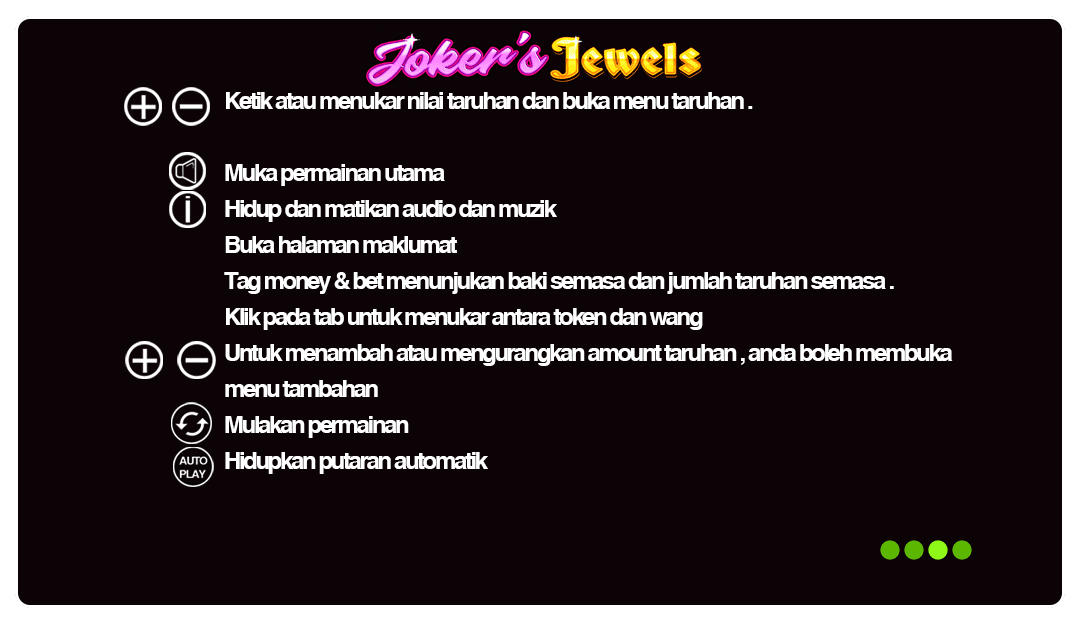 Joker's Jewels
Ketik atau menukar nilai taruhan dan buka menu taruhan .
Muka permainan utama
Hidup dan matikan audio dan muzik
Buka halaman maklumat
Tag money & bet menunjukan baki semasa dan jumlah taruhan semasa .
Klik pada tab untuk menukar antara token dan wang
Untuk menambah atau mengurangkan amount taruhan , anda boleh membuka
menu tambahan
Mulakan permainan
AUTO
PLAY
Hidupkan putaran automatik